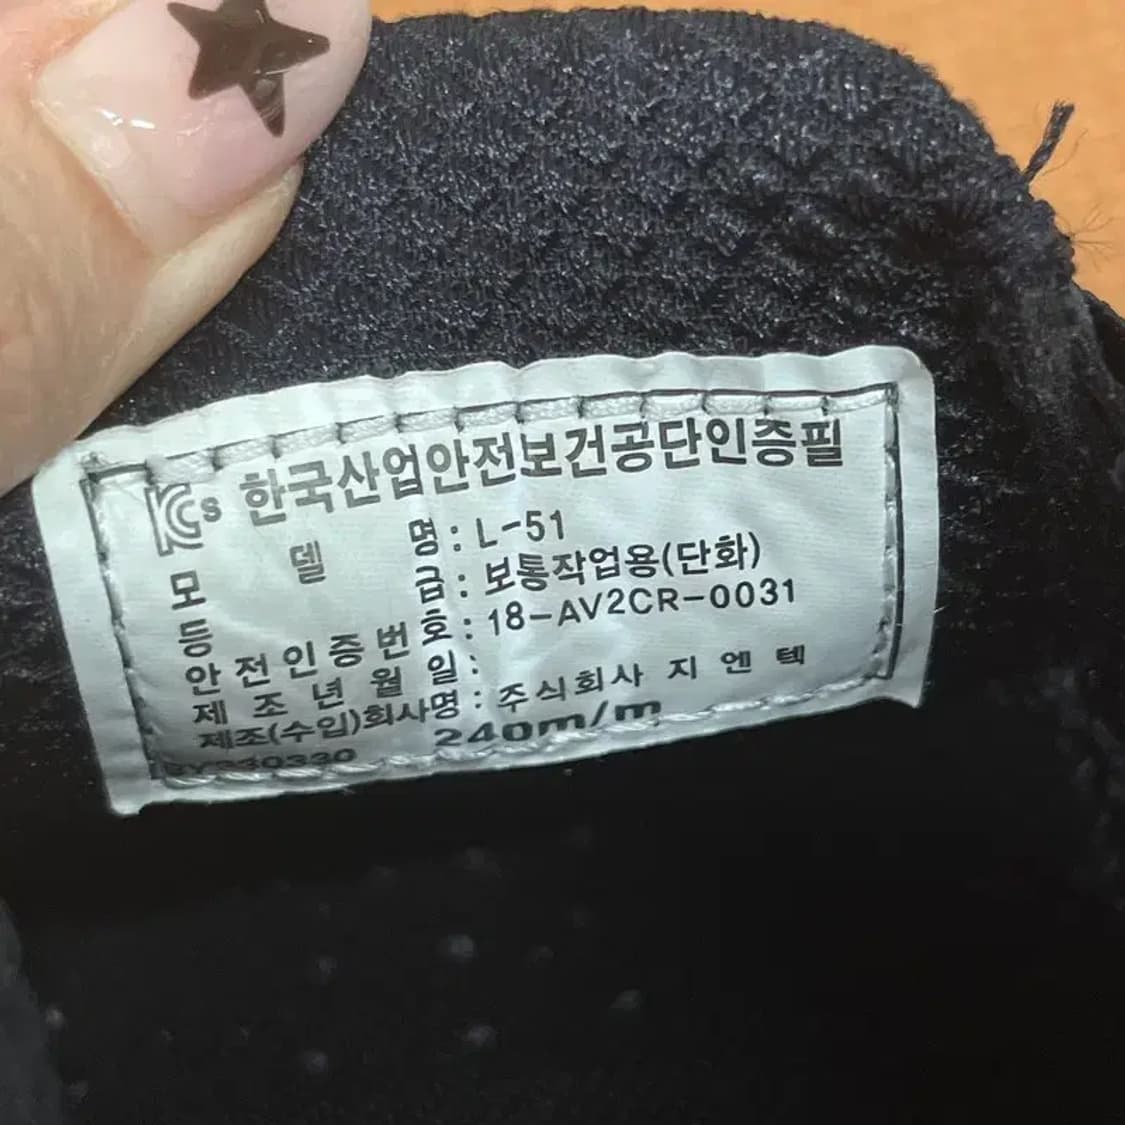 KCs 한국산업안전보건공단인증필
모 델 명 : L-51
등 급 : 보통작업용(단화)
안전인증번호 : 18-AV2CR-0031
제조년월일 :
제조(수입)회사명 : 주식회사 지엔텍
240m/m